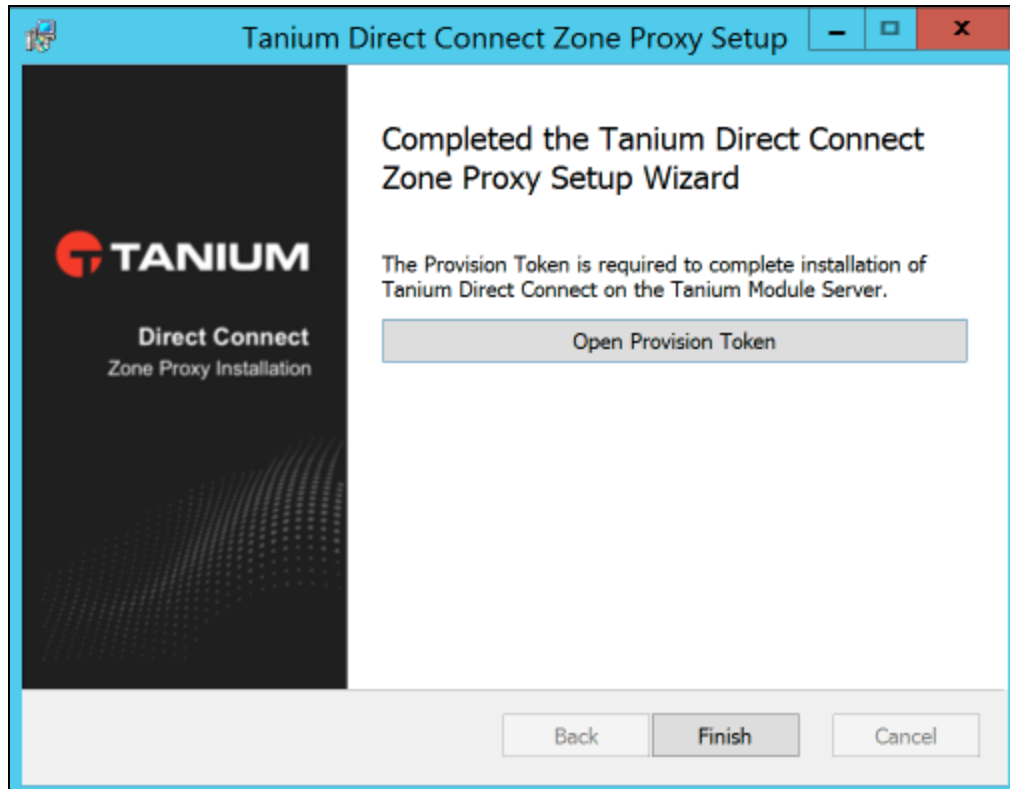 Tanium Direct Connect Zone Proxy Setup
Completed the Tanium Direct Connect
Zone Proxy Setup Wizard
TANIUM
The Provision Token is required to complete installation of
Tanium Direct Connect on the Tanium Module Server.
Direct Connect
Zone Proxy Installation
Open Provision Token
Back
Finish
Cancel